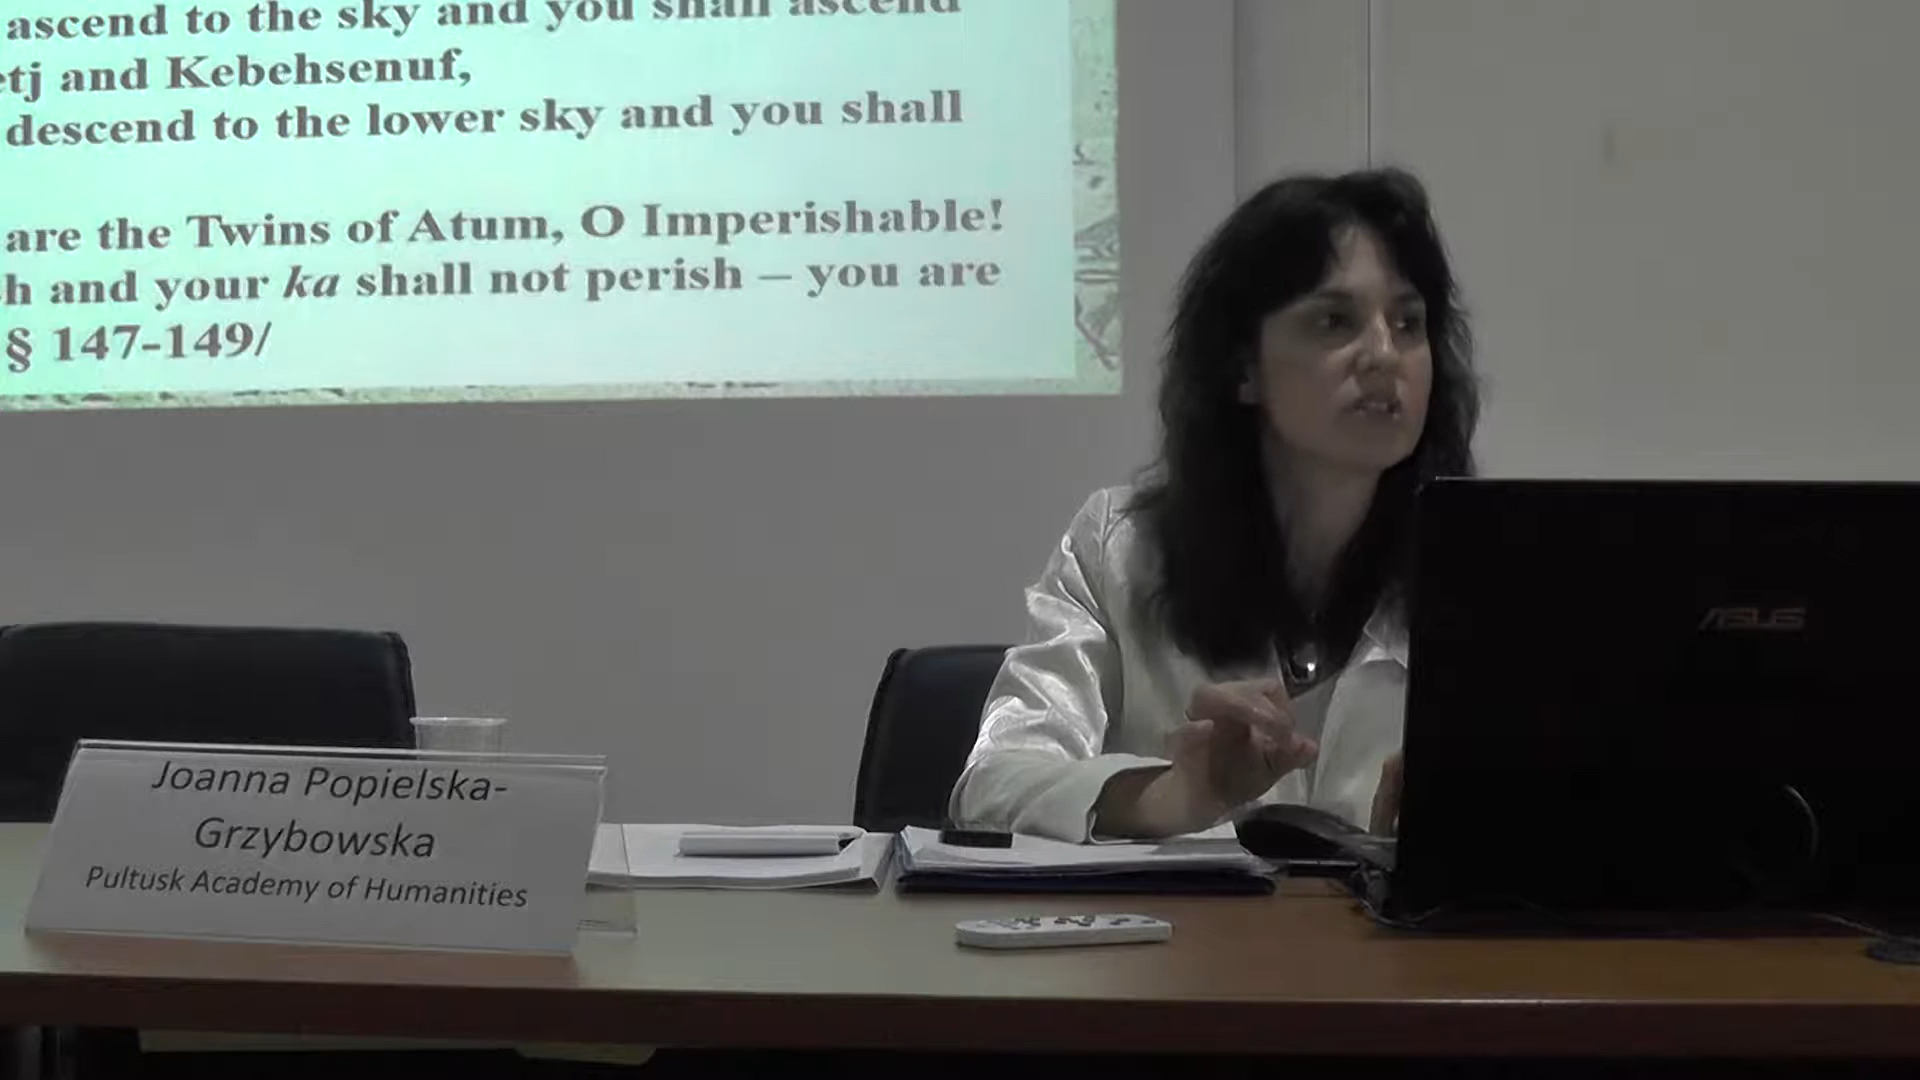 ascend to the sky and you shall ascend
etj and Kebehsenuf,
descend to the lower sky and you shall
are the Twins of Atum, O Imperishable!
h and your ka shall not perish – you are
§ 147-149/
ASUS
Joanna Popielska-
Grzybowska
Pultusk Academy of Humanities